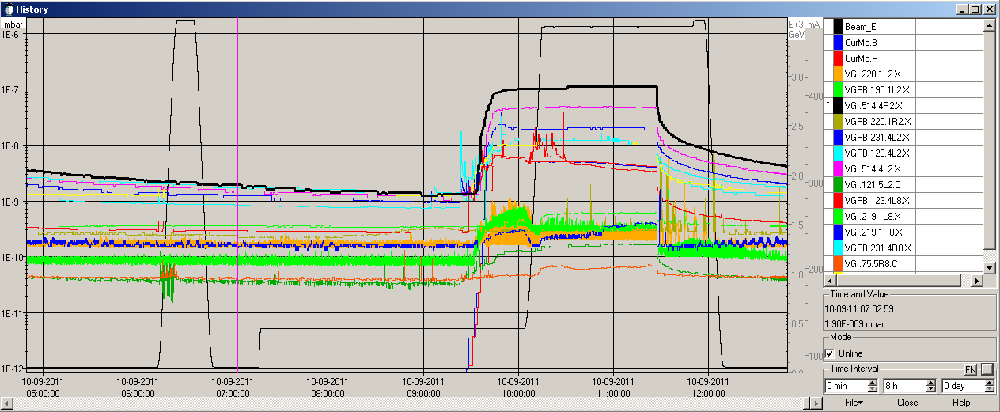 History
mbar
1E-6
1E-7
1E-8
1E-9
1E-10
1E-11
1E-12
E+3 mA
GeV
3.0
400
2.5
2.0
300
1.5
200
1.0
0.5
100
0.0
10-09-2011 10-09-2011 10-09-2011 10-09-2011 10-09-2011 10-09-2011 10-09-2011 10-09-2011
05:00:00 06:00:00 07:00:00 08:00:00 09:00:00 10:00:00 11:00:00 12:00:00
Beam_E
CurMa.B
CurMa.R
VGI.220.1L2.X
VGPB.190.1L2.X
* VGI.514.4R2.X
VGPB.220.1R2.X
VGPB.231.4L2.X
VGPB.123.4L2.X
VGI.514.4L2.X
VGI.121.5L2.C
VGPB.123.4L8.X
VGI.219.1L8.X
VGI.219.1R8.X
VGPB.231.4R8.X
VGI.75.5R8.C
Time and Value
10-09-11 07:02:59
1.90E-009 mbar
Mode
Online
Time Interval FN ...
0 min 8 h 0 day
File Close Help